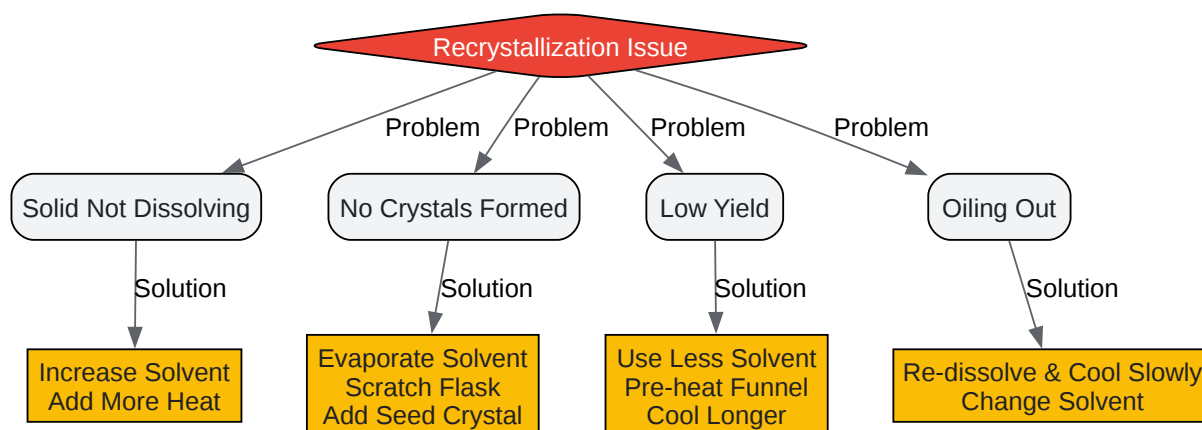 Recrystallization Issue
Problem
Problem
Problem
Problem
Solid Not Dissolving
No Crystals Formed
Low Yield
Oiling Out
Solution
Solution
Solution
Solution
Increase Solvent
Add More Heat
Evaporate Solvent
Scratch Flask
Add Seed Crystal
Use Less Solvent
Pre-heat Funnel
Cool Longer
Re-dissolve & Cool Slowly
Change Solvent